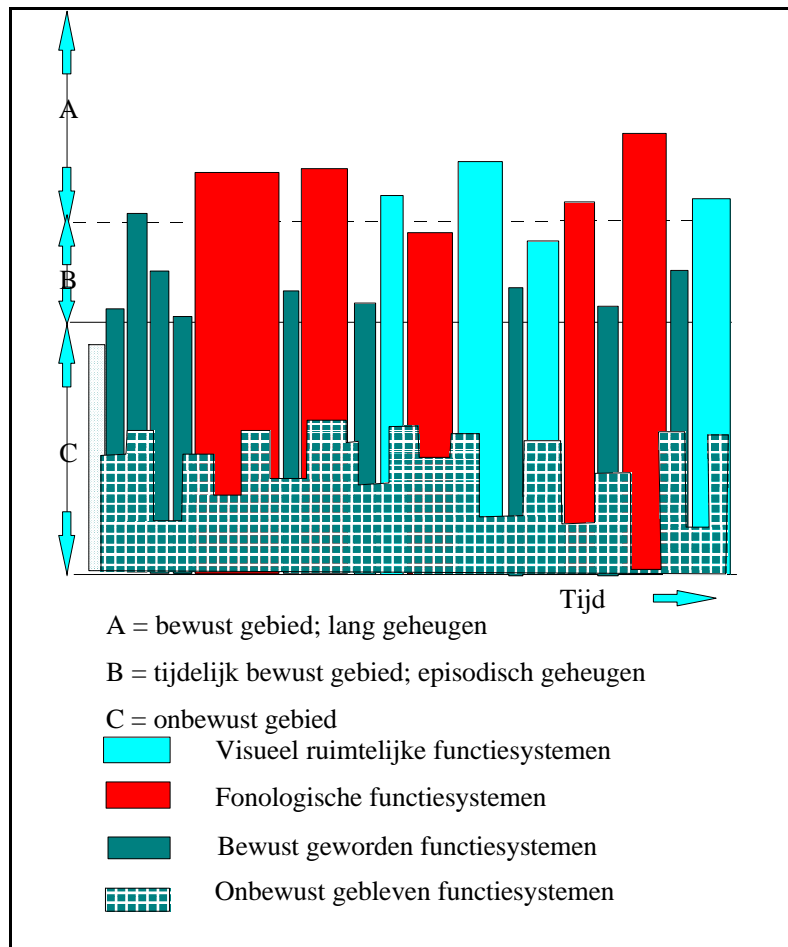 A
B
C
Tijd
A = bewust gebied; lang geheugen
B = tijdelijk bewust gebied; episodisch geheugen
C = onbewust gebied
Visueel ruimtelijke functiesystemen
Fonologische functiesystemen
Bewust geworden functiesystemen
Onbewust gebleven functiesystemen